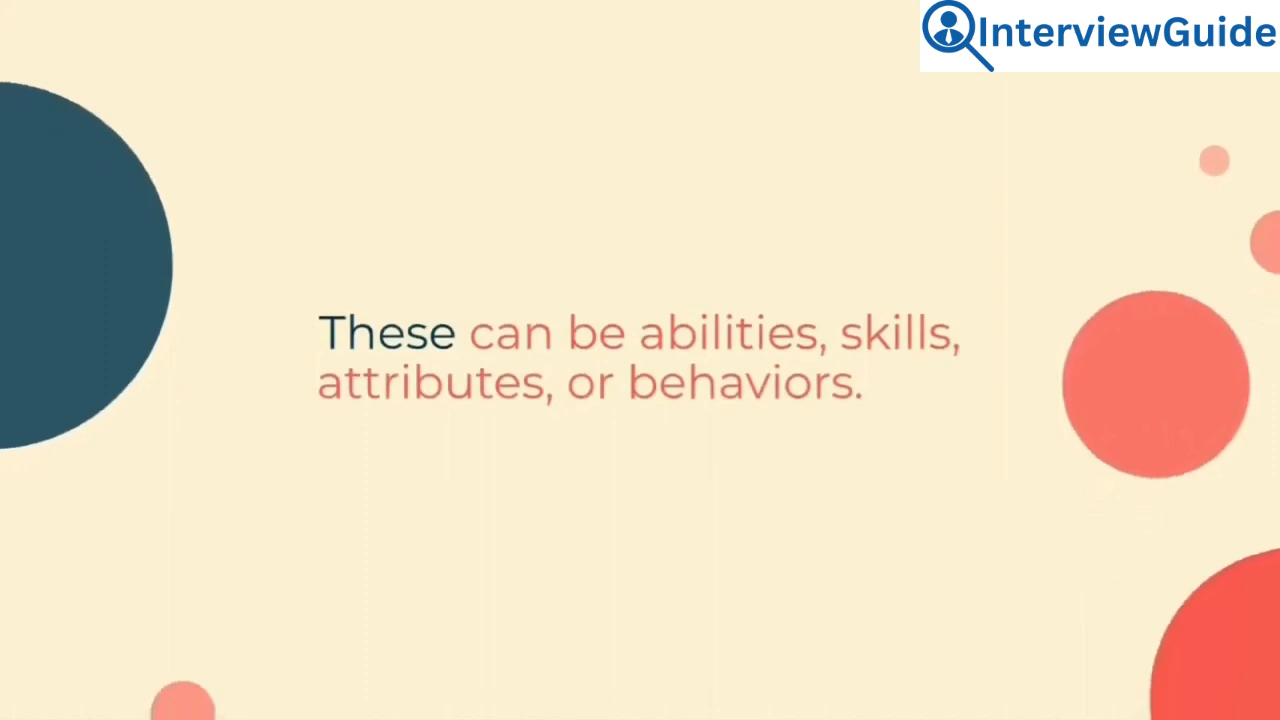 InterviewGuide
These can be abilities, skills,
attributes, or behaviors.